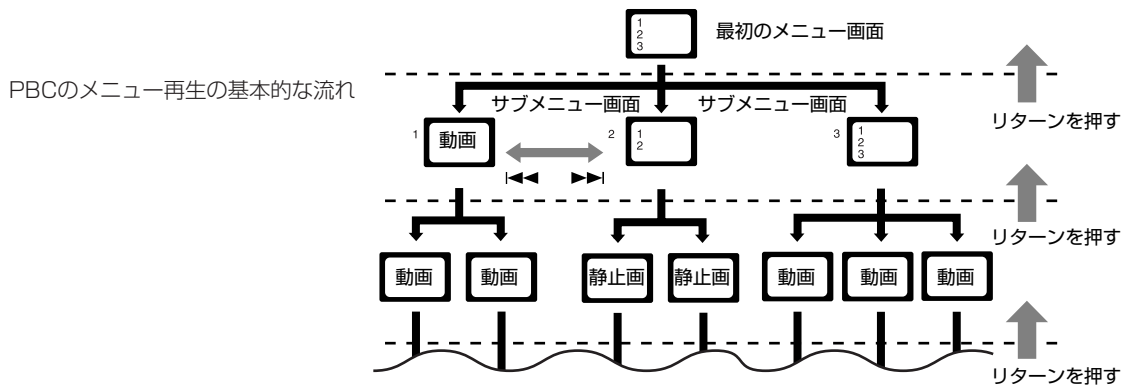 1
2
3
最初のメニュー画面
PBCのメニュー再生の基本的な流れ
サブメニュー画面
サブメニュー画面
リターンを押す
1
動画
2
1
2
3
1
2
3
リターンを押す
動画
動画
静止画
静止画
動画
動画
動画
リターンを押す